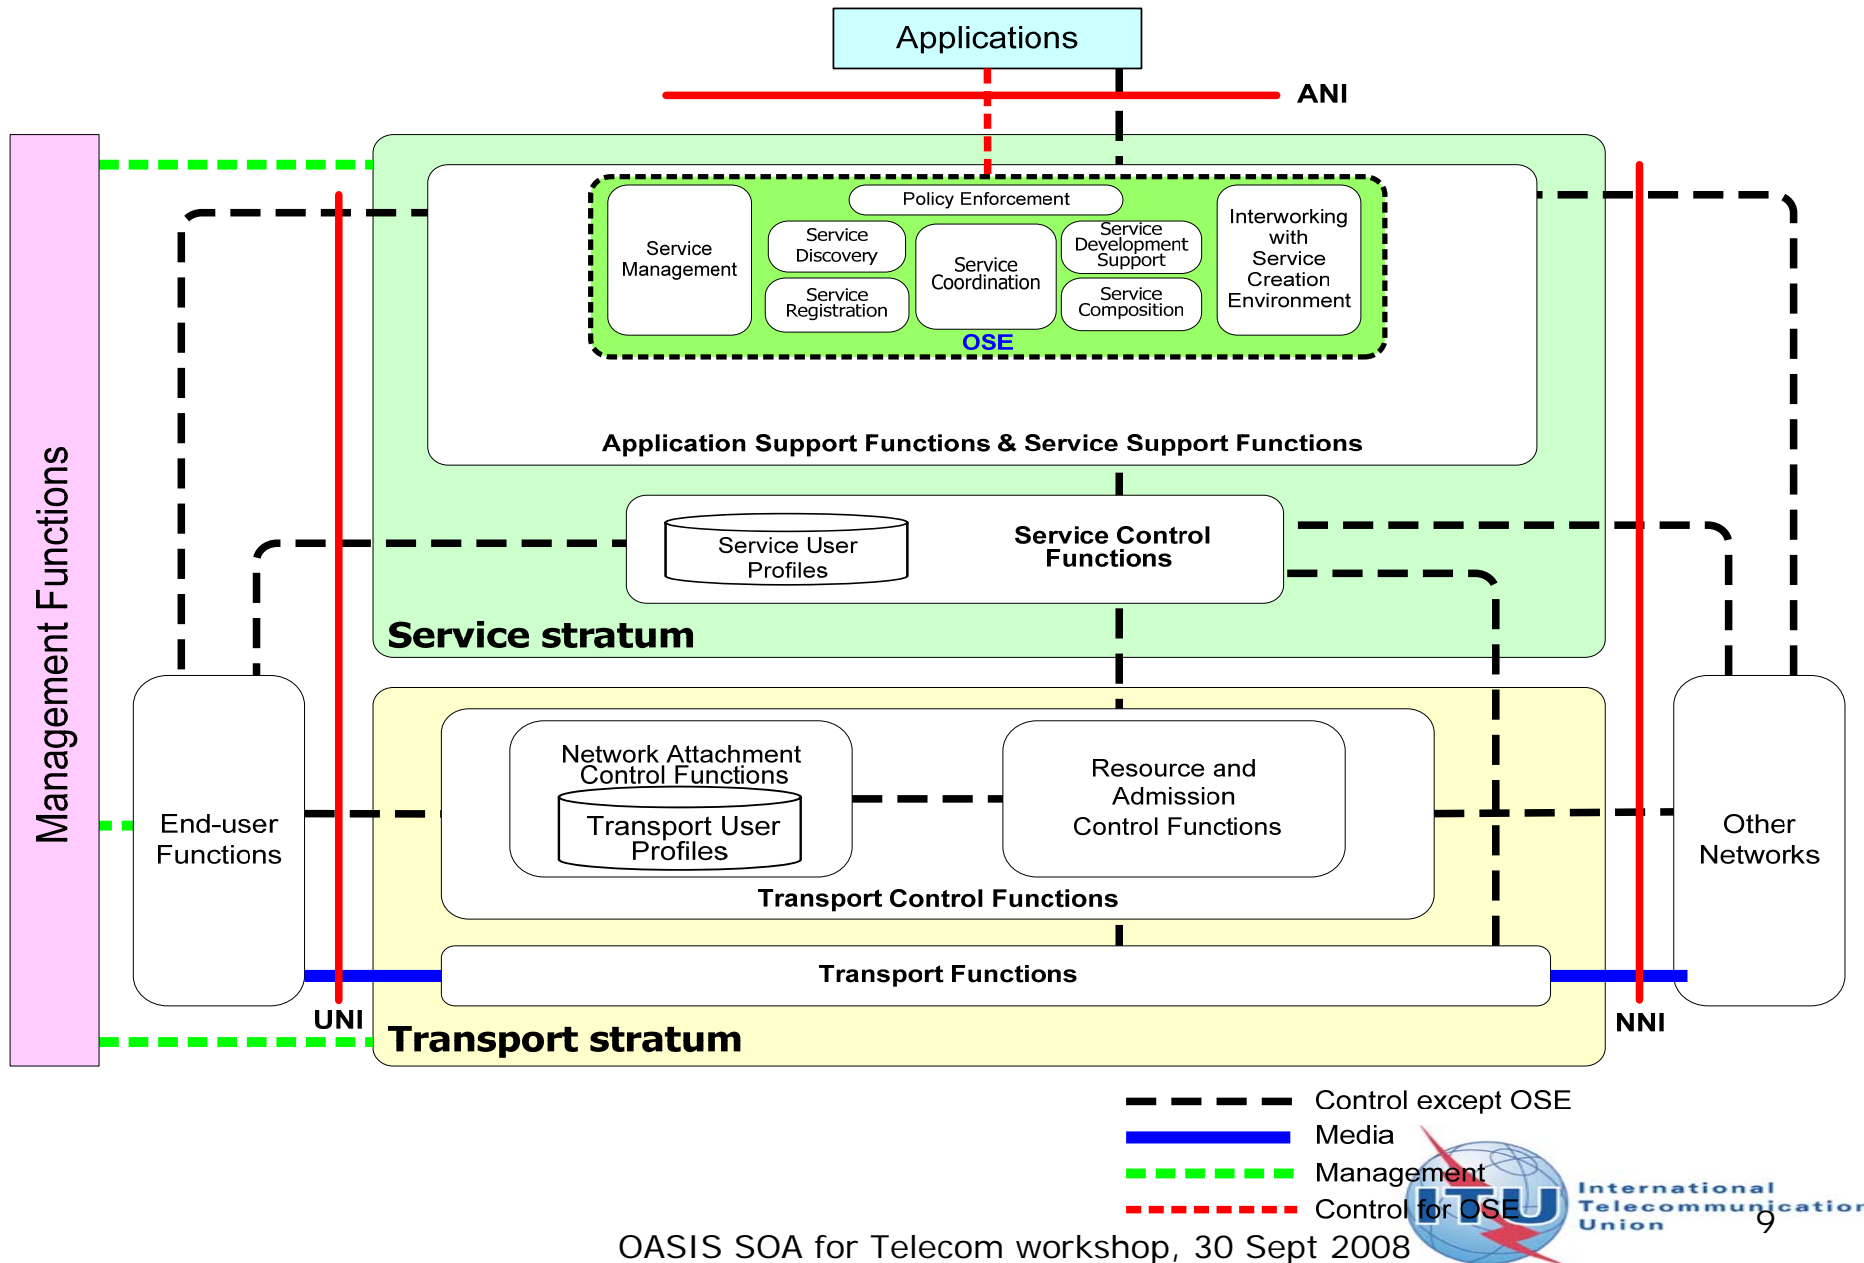 Applications
ANI
Management Functions
Policy Enforcement
Service
Management
Service
Discovery
Service
Registration
Service
Coordination
Service
Development
Support
Service
Composition
Interworking
with
Service
Creation
Environment
OSE
Application Support Functions & Service Support Functions
Service User
Profiles
Service Control
Functions
Service stratum
End-user
Functions
Network Attachment
Control Functions
Transport User
Profiles
Resource and
Admission
Control Functions
Transport Control Functions
Other
Networks
Transport Functions
UNI
NNI
Transport stratum
Control except OSE
Media
Management
Control for OSE
ITU
International
Telecommunication
Union
9
OASIS SOA for Telecom workshop, 30 Sept 2008